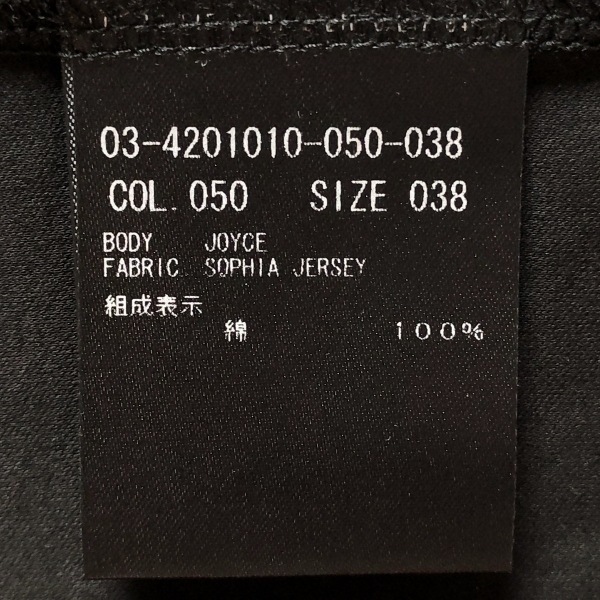 03-4201010-050-038
COL.050 SIZE 038
BODY JOYCE
FABRIC SOPHIA JERSEY
組成表示
綿 100%